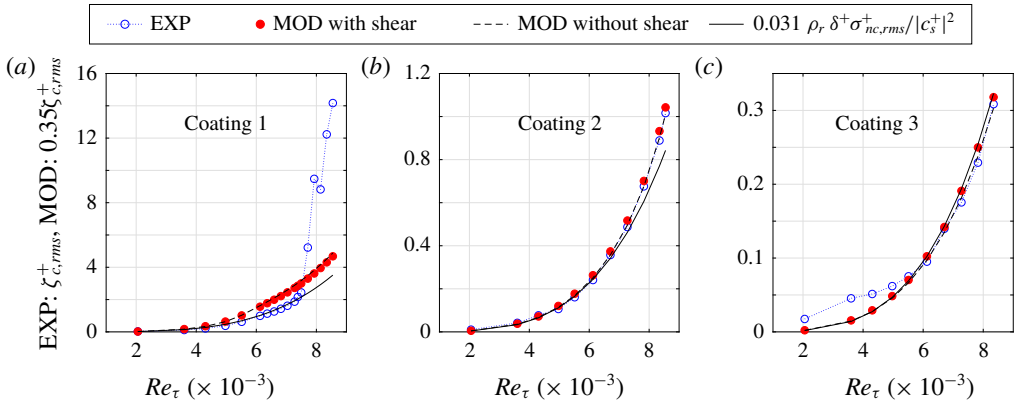 EXP MOD with shear MOD without shear 0.031 ρ_r δ⁺σ⁺_{nc,rms}/|c_s⁺|²
(a) (b) (c)
EXP: ζ⁺_{c,rms}, MOD: 0.35ζ⁺_{c,rms}
16
12
8
4
0
Coating 1
2 4 6 8
Re_τ (× 10⁻³)
1.2
0.8
0.4
0
Coating 2
2 4 6 8
Re_τ (× 10⁻³)
0.3
0.2
0.1
0
Coating 3
2 4 6 8
Re_τ (× 10⁻³)